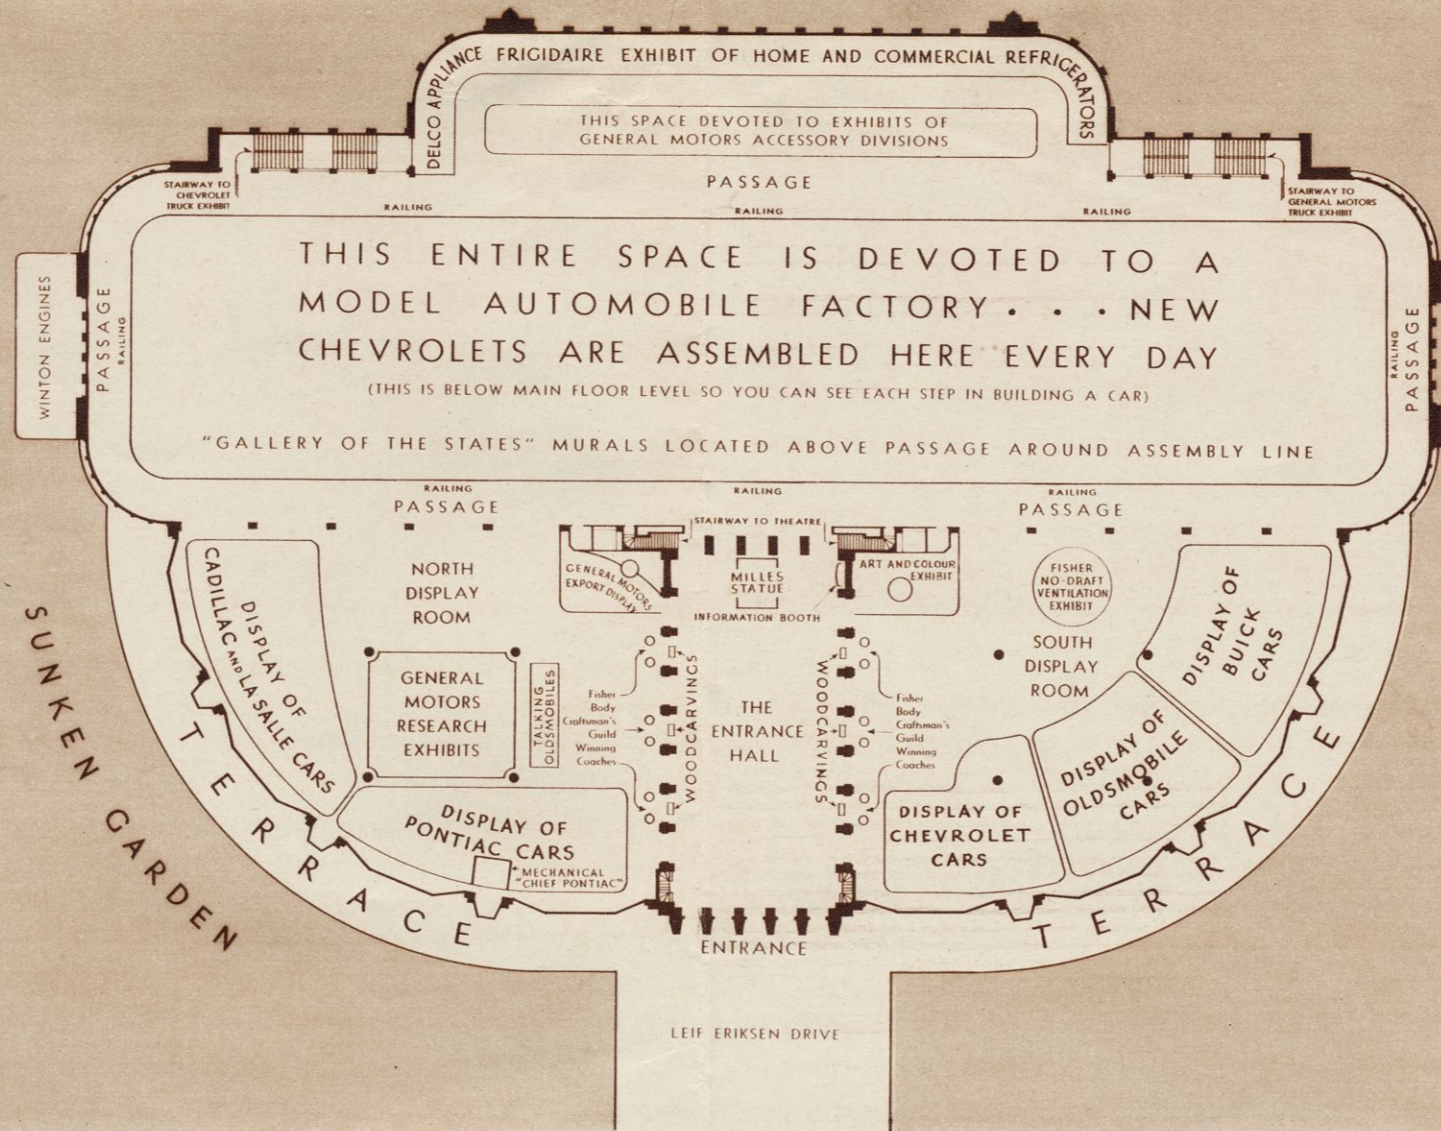 DELCO APPLIANCE
FRIGIDAIRE EXHIBIT OF HOME AND COMMERCIAL REFRIGERATORS
THIS SPACE DEVOTED TO EXHIBITS OF
GENERAL MOTORS ACCESSORY DIVISIONS
PASSAGE
STAIRWAY TO
CHEVROLET
TRUCK EXHIBIT
STAIRWAY TO
GENERAL MOTORS
TRUCK EXHIBIT
RAILING
RAILING
RAILING
WINTON ENGINES
PASSAGE
RAILING
THIS ENTIRE SPACE IS DEVOTED TO A
MODEL AUTOMOBILE FACTORY . . . NEW
CHEVROLETS ARE ASSEMBLED HERE EVERY DAY
(THIS IS BELOW MAIN FLOOR LEVEL SO YOU CAN SEE EACH STEP IN BUILDING A CAR)
"GALLERY OF THE STATES" MURALS LOCATED ABOVE PASSAGE AROUND ASSEMBLY LINE
RAILING
PASSAGE
RAILING
PASSAGE
RAILING
RAILING
PASSAGE
STAIRWAY TO THEATRE
CADILLAC AND LA SALLE CARS
DISPLAY OF
NORTH
DISPLAY
ROOM
GENERAL MOTORS
EXPORT DISPLAY
MILLES
STATUE
INFORMATION BOOTH
ART AND COLOUR
EXHIBIT
FISHER
NO-DRAFT
VENTILATION
EXHIBIT
DISPLAY OF
BUICK
CARS
SOUTH
DISPLAY
ROOM
GENERAL
MOTORS
RESEARCH
EXHIBITS
TALKING
OLDSMOBILES
Fisher
Body
Craftsman's
Guild
Winning
Coaches
WOODCARVINGS
THE
ENTRANCE
HALL
WOODCARVINGS
Fisher
Body
Craftsman's
Guild
Winning
Coaches
DISPLAY OF
OLDSMOBILE
CARS
DISPLAY OF
PONTIAC CARS
MECHANICAL
"CHIEF PONTIAC"
DISPLAY OF
CHEVROLET
CARS
SUNKEN GARDEN
TERRACE
TERRACE
ENTRANCE
LEIF ERIKSEN DRIVE